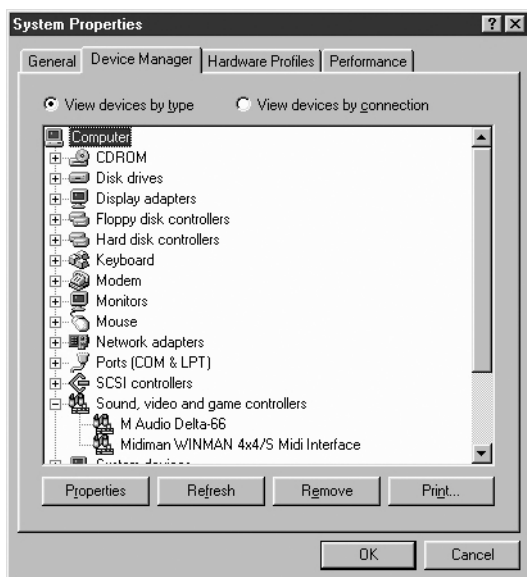 System Properties
General Device Manager Hardware Profiles Performance
View devices by type View devices by connection
Computer
CDROM
Disk drives
Display adapters
Floppy disk controllers
Hard disk controllers
Keyboard
Modem
Monitors
Mouse
Network adapters
Ports (COM & LPT)
SCSI controllers
Sound, video and game controllers
M Audio Delta-66
Midiman WINMAN 4x4/S Midi Interface
System devices
Properties Refresh Remove Print...
OK Cancel